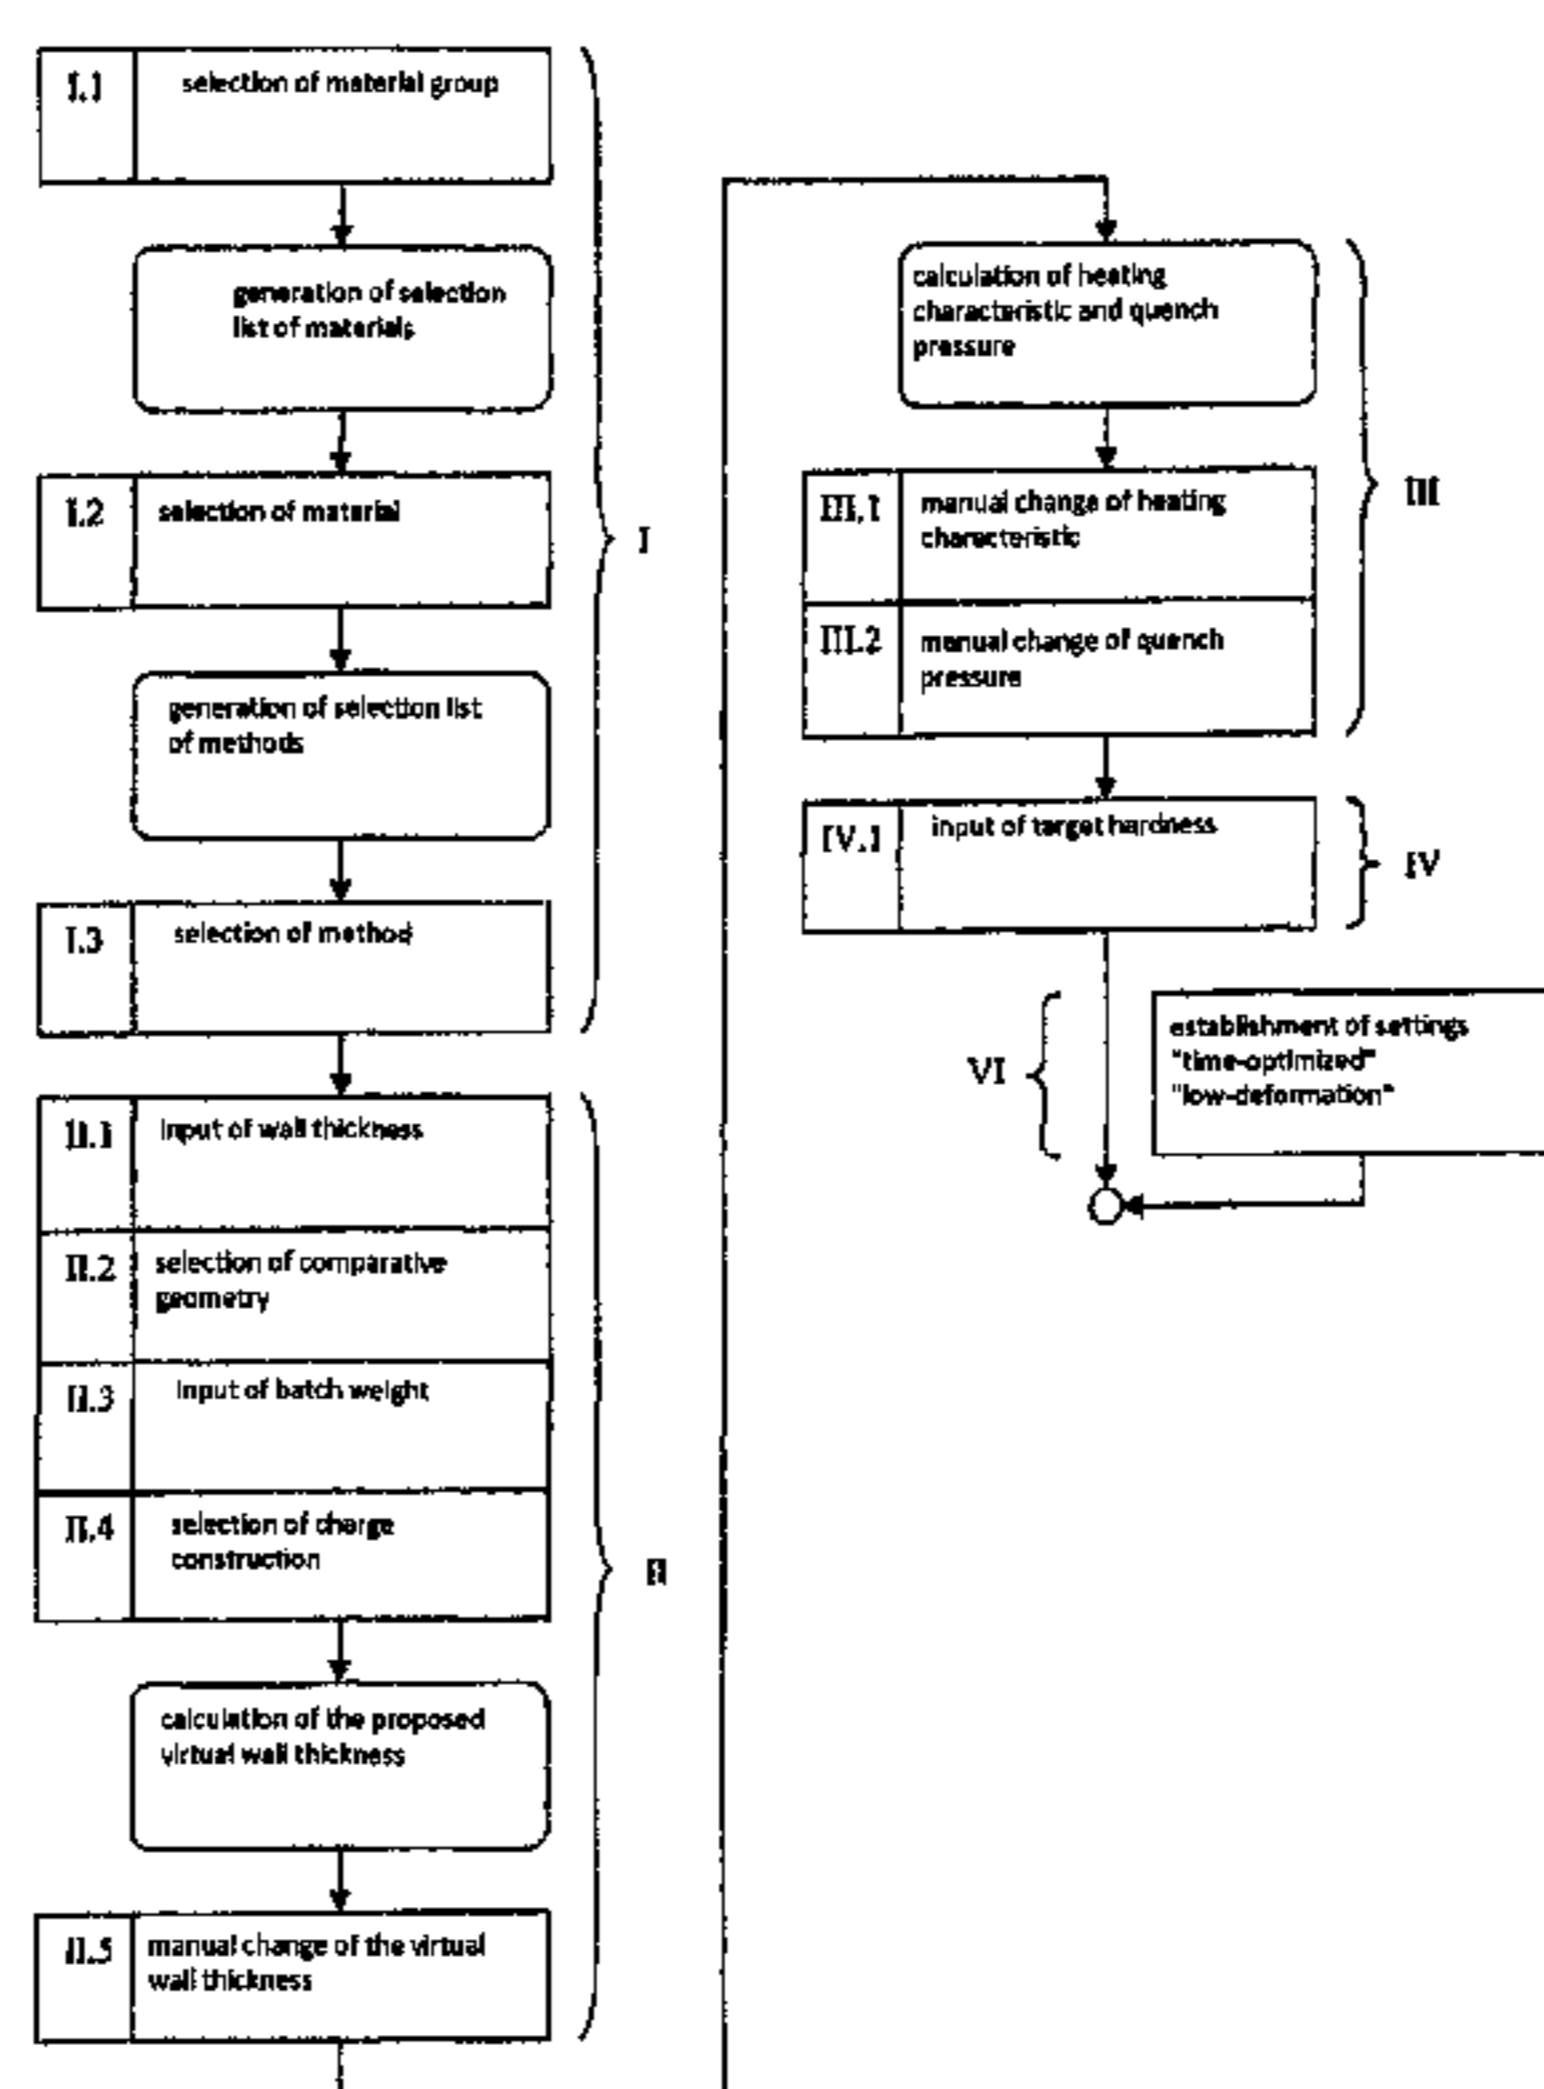 I.1
selection of material group
generation of selection
list of materials
I.2
selection of material
generation of selection list
of methods
I.3
selection of method
I
II.1
Input of wall thickness
II.2
selection of comparative
geometry
II.3
Input of batch weight
II.4
selection of charge
construction
calculation of the proposed
virtual wall thickness
II.5
manual change of the virtual
wall thickness
II
calculation of heating
characteristic and quench
pressure
III.1
manual change of heating
characteristic
III.2
manual change of quench
pressure
III
IV.1
input of target hardness
IV
VI
establishment of settings
"time-optimized"
"low-deformation"